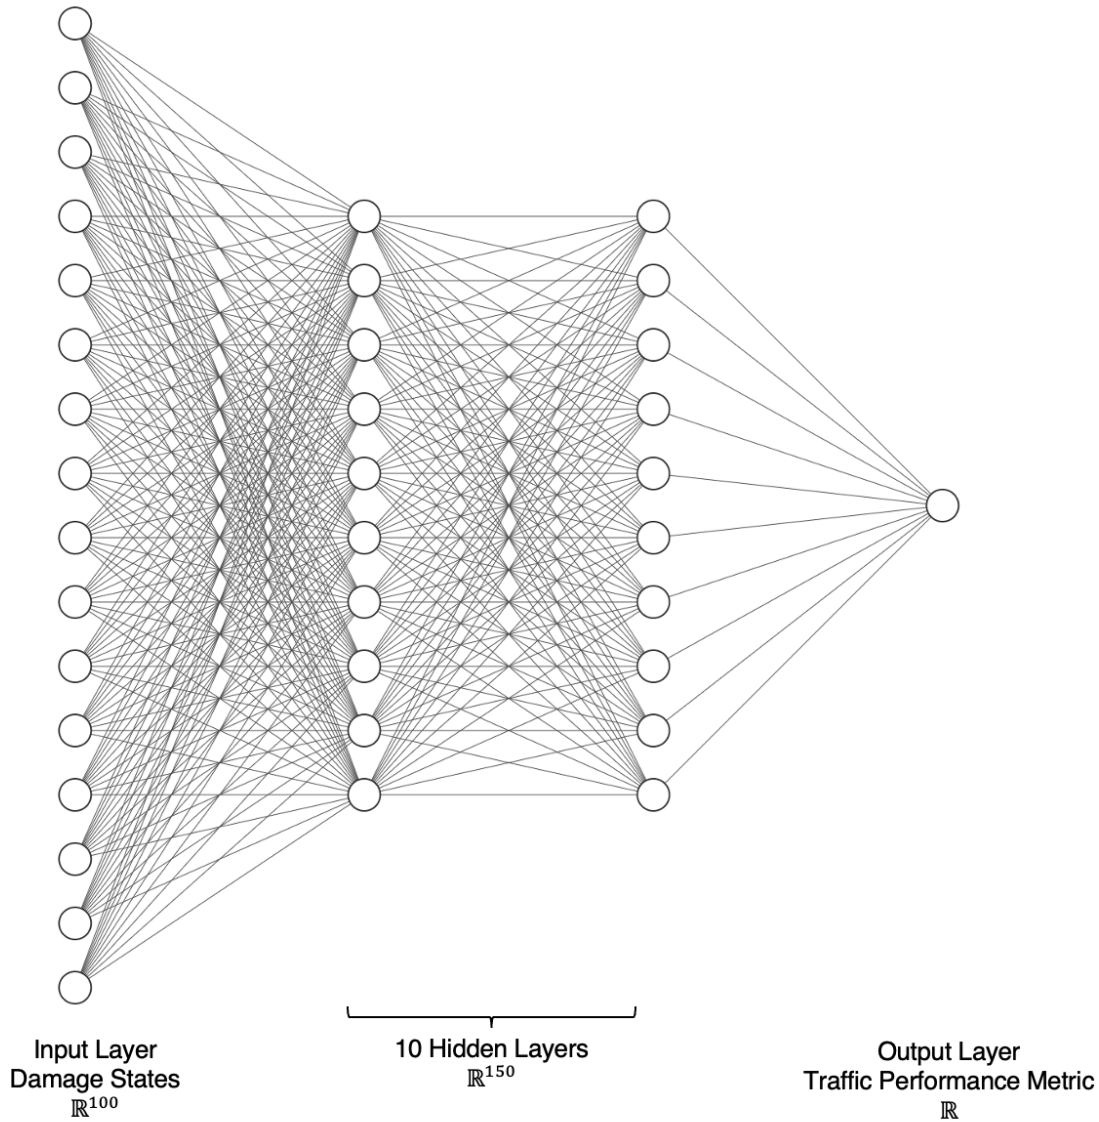 Input Layer
Damage States
ℝ¹⁰⁰
10 Hidden Layers
ℝ¹⁵⁰
Output Layer
Traffic Performance Metric
ℝ